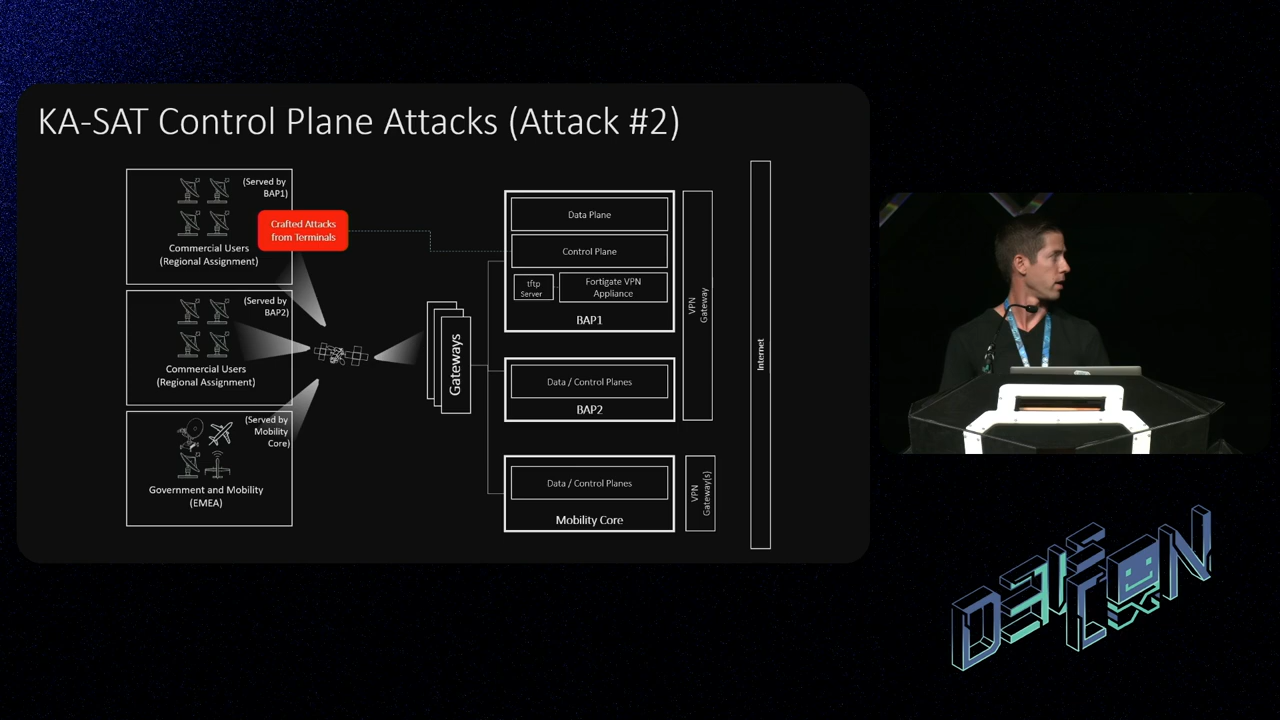 KA-SAT Control Plane Attacks (Attack #2)
(Served by
BAP1)
Crafted Attacks
from Terminals
Commercial Users
(Regional Assignment)
(Served by
BAP2)
Commercial Users
(Regional Assignment)
(Served by
Mobility
Core)
Government and Mobility
(EMEA)
Gateways
Data Plane
Control Plane
tftp
Server
Fortigate VPN
Appliance
BAP1
Data / Control Planes
BAP2
Data / Control Planes
Mobility Core
VPN
Gateway
VPN
Gateway(s)
Internet
DEF
CON